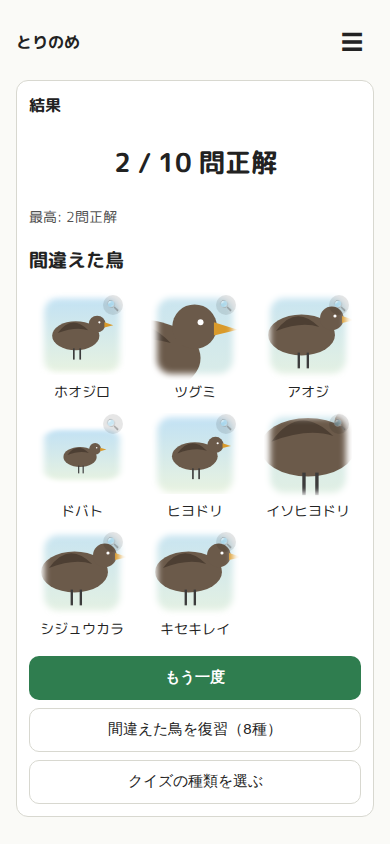 とりのめ
結果
2 / 10 問正解
最高: 2問正解
間違えた鳥
ホオジロ
ツグミ
アオジ
ドバト
ヒヨドリ
イソヒヨドリ
シジュウカラ
キセキレイ
もう一度
間違えた鳥を復習（8種）
クイズの種類を選ぶ